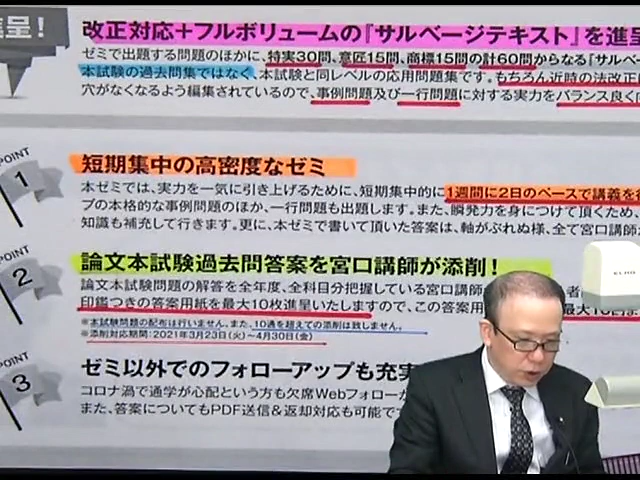 進呈！
改正対応＋フルボリュームの『サルベージテキスト』を進呈
ゼミで出題する問題のほかに、特実30問、意匠15問、商標15問の計60問からなる『サルベー
本試験の過去問集ではなく、本試験と同レベルの応用問題集です。もちろん近時の法改正
穴がなくなるよう編集されているので、事例問題及び一行問題に対する実力をバランス良く
POINT
1
短期集中の高密度なゼミ
本ゼミでは、実力を一気に引き上げるために、短期集中的に1週間に2日のペースで講義を
プの本格的な事例問題のほか、一行問題も出題します。また、瞬発力を身につけて頂くため、
知識も補充して行きます。更に、本ゼミで書いて頂いた答案は、軸がぶれぬ様、全て宮口講師が
POINT
2
論文本試験過去問答案を宮口講師が添削！
論文本試験問題の解答を全年度、全科目分把握している宮口講師
印鑑つきの答案用紙を最大10枚進呈いたしますので、この答案用
※本試験問題の配布は行いません。また、10通を超えての添削は致しません。
※添削対応期間：2021年3月23日(火)～4月30日(金)
POINT
3
ゼミ以外でのフォローアップも充実
コロナ渦で通学が心配という方も欠席Webフォロー
また、答案についてもPDF送信＆返却対応も可能で